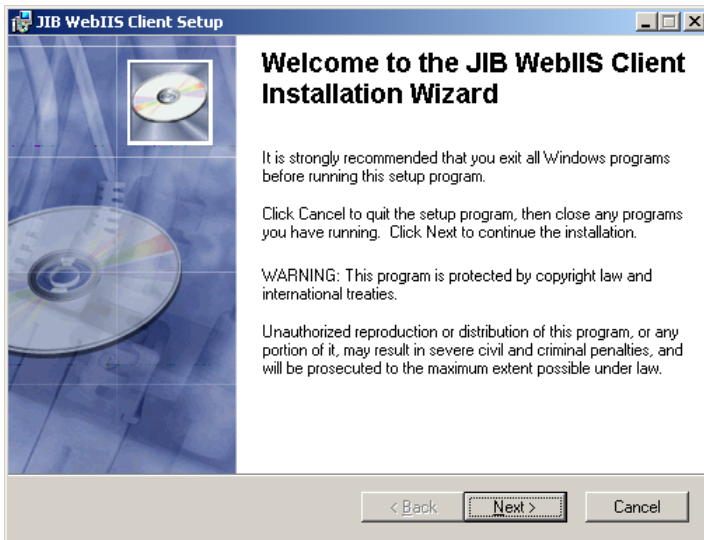 JIB WebIIS Client Setup
Welcome to the JIB WebIIS Client
Installation Wizard
It is strongly recommended that you exit all Windows programs
before running this setup program.
Click Cancel to quit the setup program, then close any programs
you have running.  Click Next to continue the installation.
WARNING: This program is protected by copyright law and
international treaties.
Unauthorized reproduction or distribution of this program, or any
portion of it, may result in severe civil and criminal penalties, and
will be prosecuted to the maximum extent possible under law.
< Back
Next >
Cancel